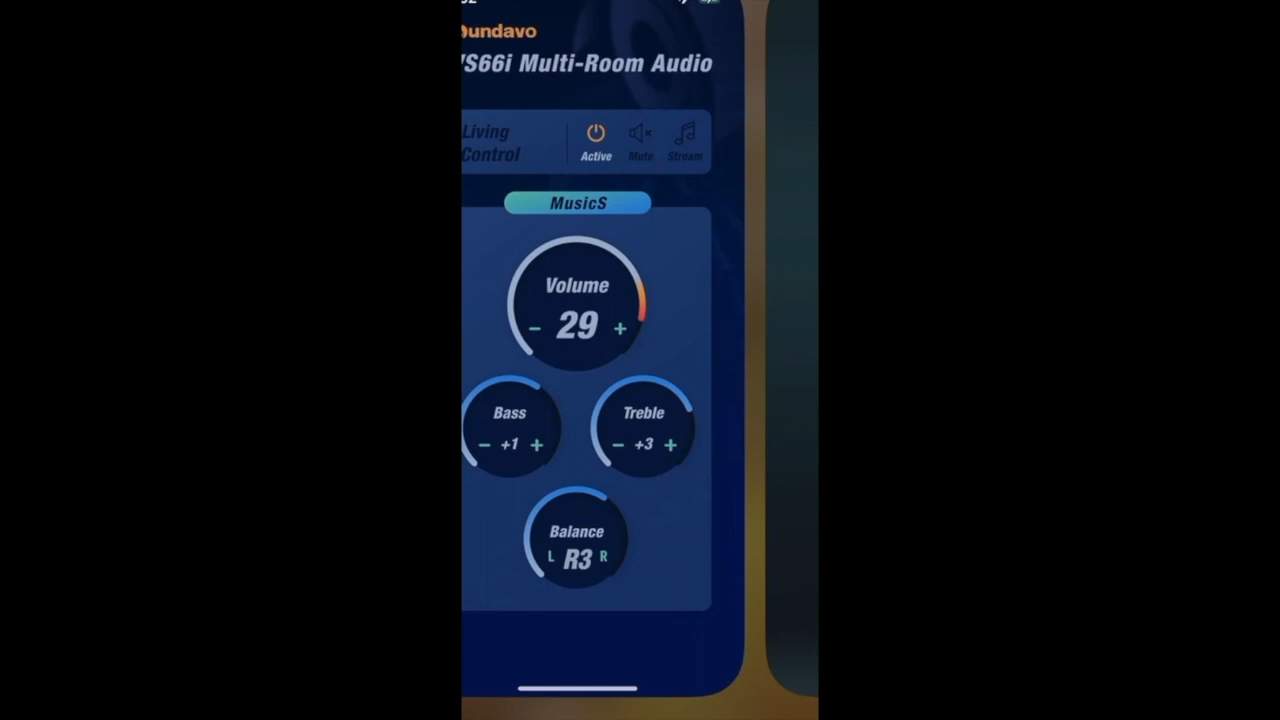 undavo
S66i Multi-Room Audio
Living
Control
Active
Mute
Stream
MusicS
Volume
- 29 +
Bass
- +1 +
Treble
- +3 +
Balance
L R3 R